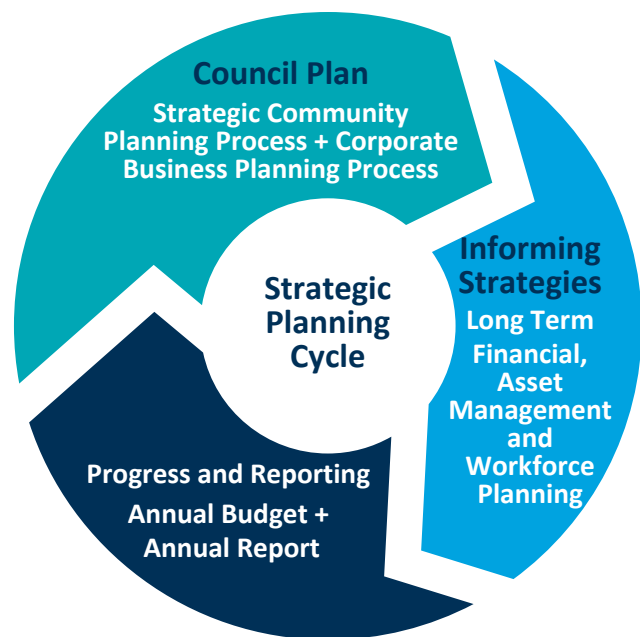 Council Plan
Strategic Community
Planning Process + Corporate
Business Planning Process
Informing
Strategies
Long Term
Financial,
Asset
Management
and
Workforce
Planning
Strategic
Planning
Cycle
Progress and Reporting
Annual Budget +
Annual Report